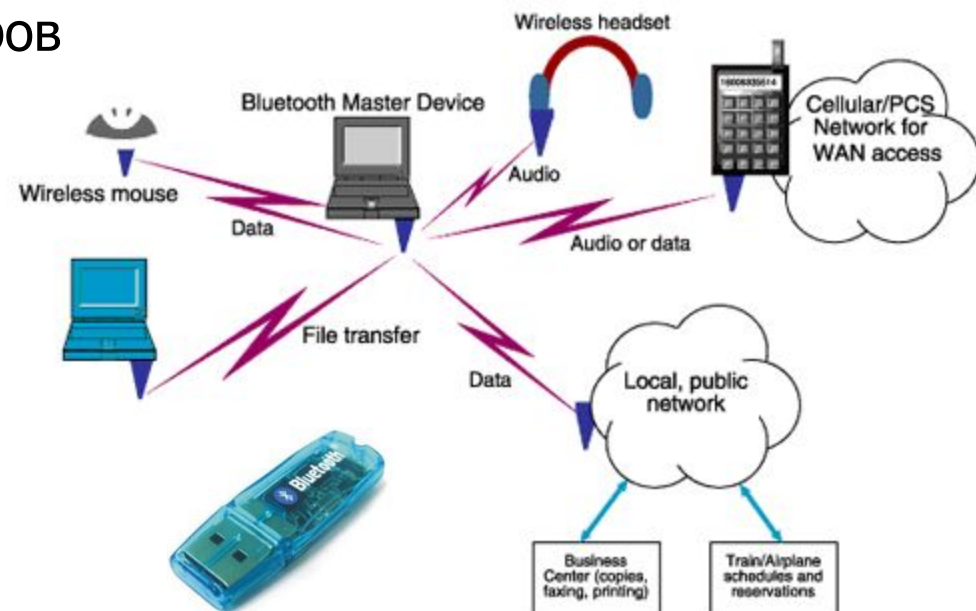 Wireless headset
Bluetooth Master Device
Cellular/PCS
Network for
WAN access
Wireless mouse
Audio
Data
Audio or data
File transfer
Data
Local, public
network
Bluetooth
Business
Center (copies,
faxing, printing)
Train/Airplane
schedules and
reservations